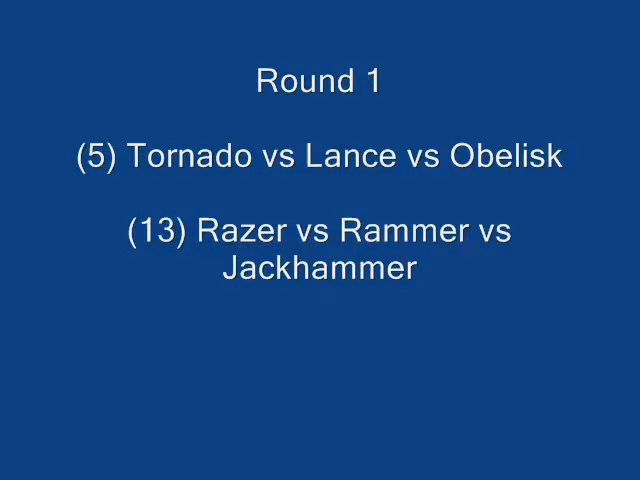 Round 1
(5) Tornado vs Lance vs Obelisk
(13) Razer vs Rammer vs
Jackhammer